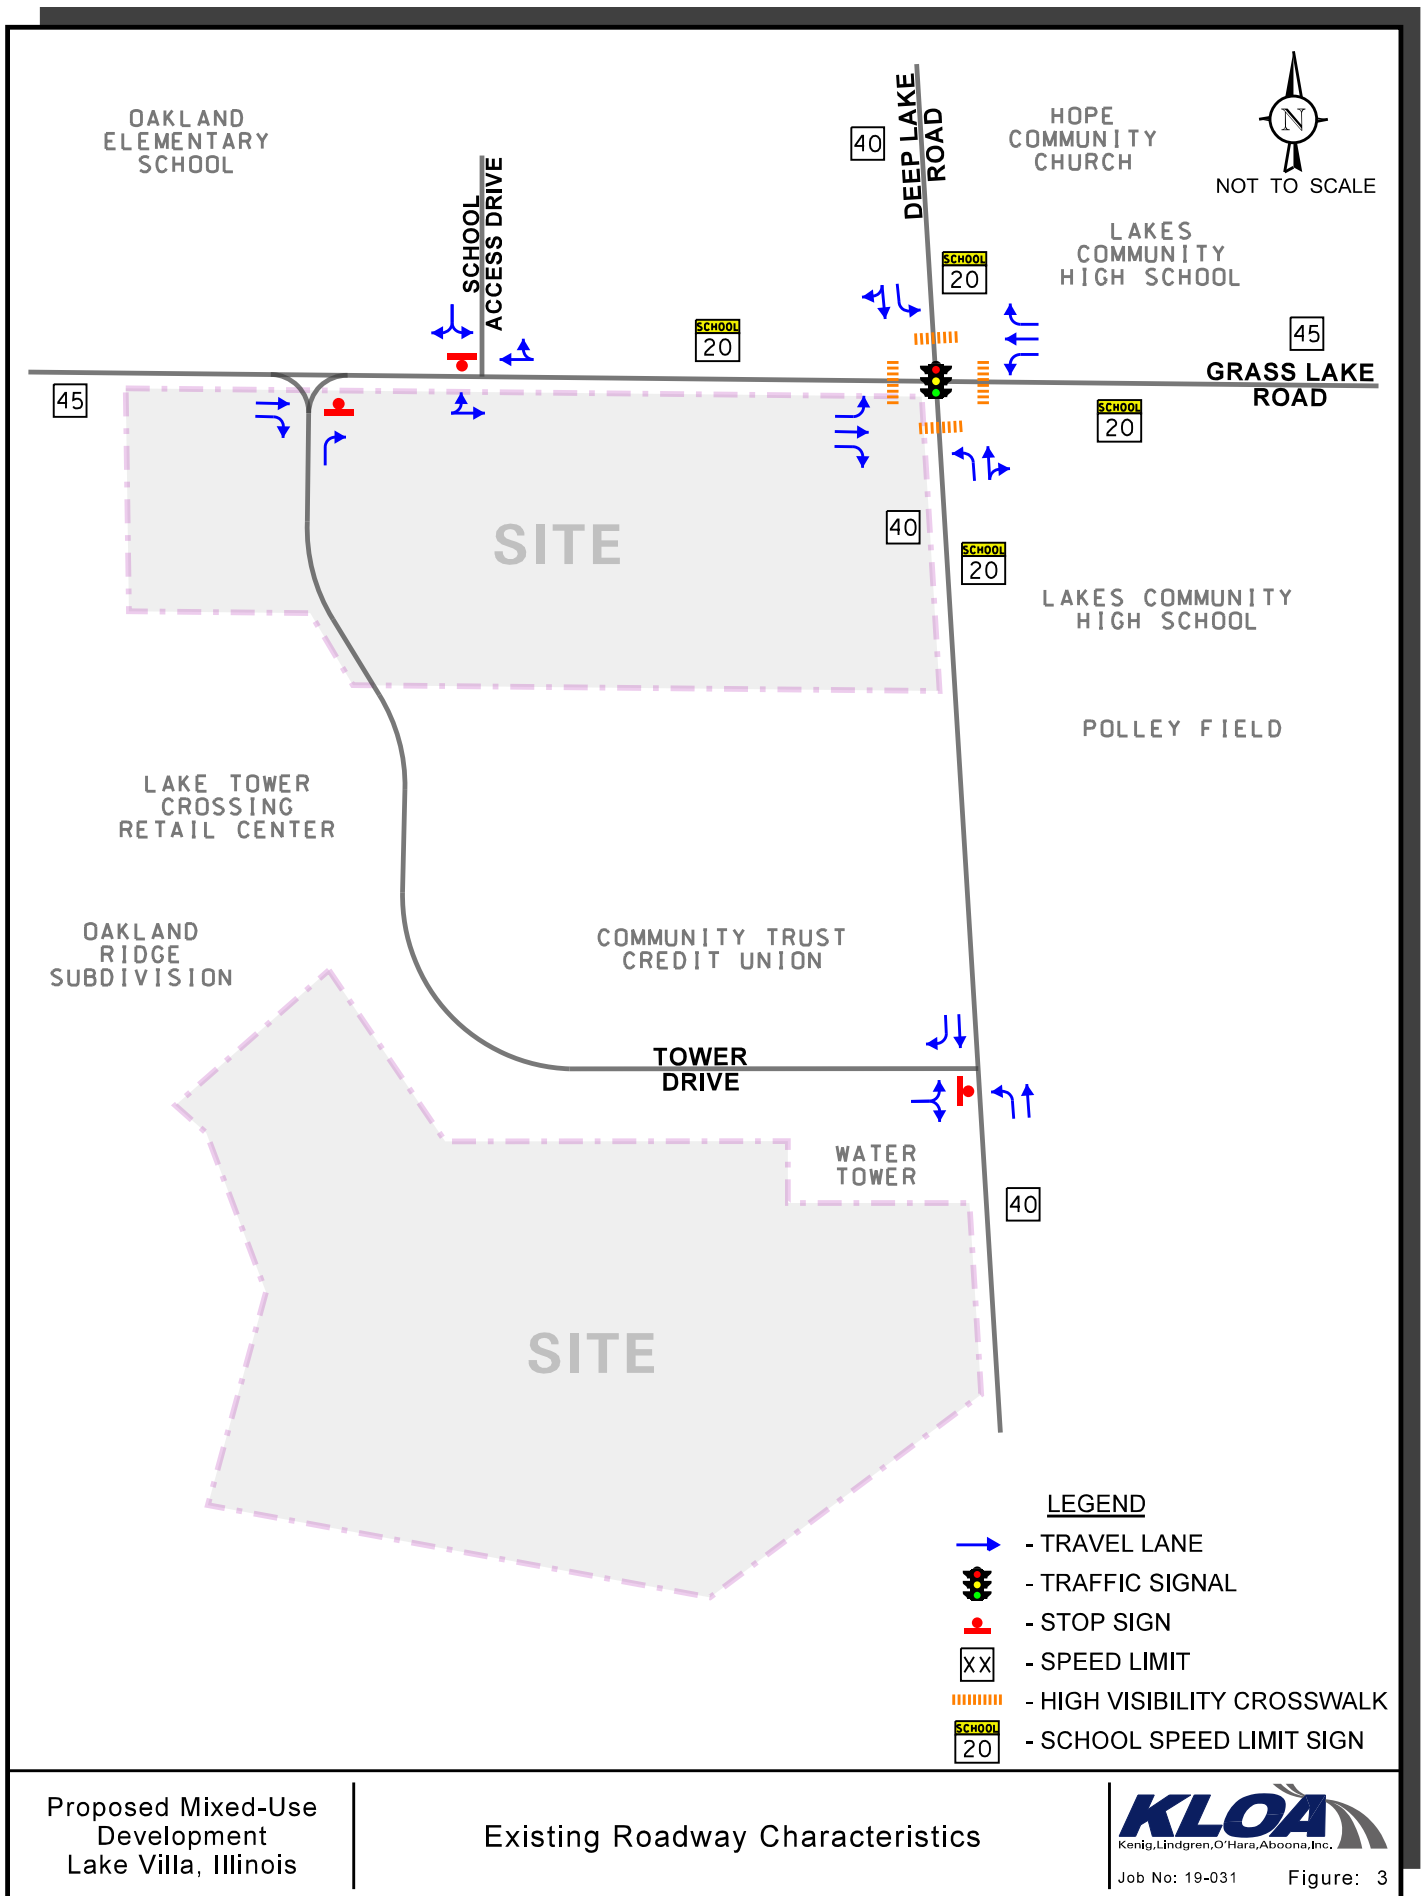 OAKLAND
ELEMENTARY
SCHOOL
SCHOOL
ACCESS DRIVE
40
DEEP LAKE
ROAD
HOPE
COMMUNITY
CHURCH
N
NOT TO SCALE
LAKES
COMMUNITY
HIGH SCHOOL
SCHOOL
20
SCHOOL
20
45
GRASS LAKE
ROAD
45
SCHOOL
20
SITE
40
SCHOOL
20
LAKES COMMUNITY
HIGH SCHOOL
POLLEY FIELD
LAKE TOWER
CROSSING
RETAIL CENTER
OAKLAND
RIDGE
SUBDIVISION
COMMUNITY TRUST
CREDIT UNION
TOWER
DRIVE
WATER
TOWER
40
SITE
LEGEND
- TRAVEL LANE
- TRAFFIC SIGNAL
- STOP SIGN
XX - SPEED LIMIT
- HIGH VISIBILITY CROSSWALK
SCHOOL
20 - SCHOOL SPEED LIMIT SIGN
Proposed Mixed-Use
Development
Lake Villa, Illinois
Existing Roadway Characteristics
KLOA
Kenig,Lindgren,O'Hara,Aboona,Inc.
Job No: 19-031 Figure: 3